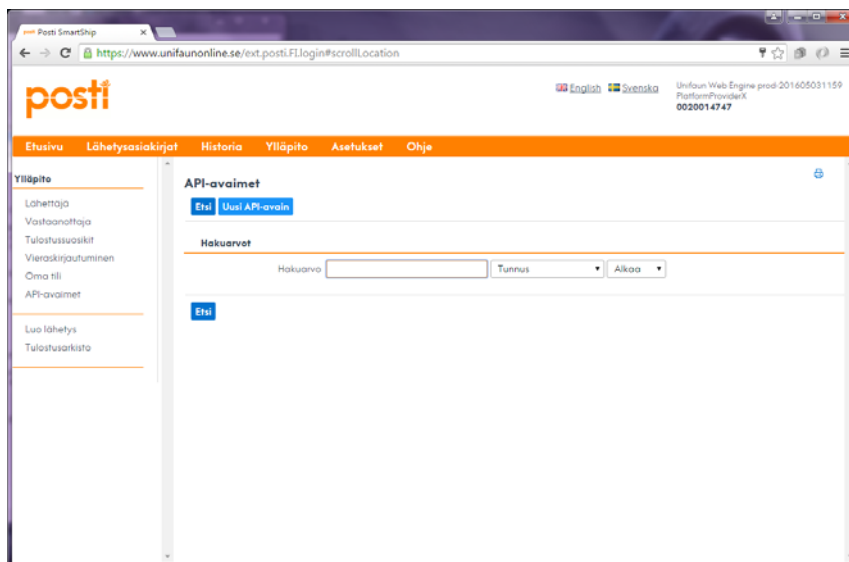 Posti SmartShip
https://www.unifaunonline.se/ext.posti.FI.login#scrollLocation
posti
English Svenska
Unifaun Web Engine prod-201605031159
PlatformProviderX
0020014747
Etusivu Lähetysasiakirjat Historia Ylläpito Asetukset Ohje
Ylläpito
Lähettäjä
Vastaanottaja
Tulostussuosikit
Vieraskirjautuminen
Oma tili
API-avaimet
Luo lähetys
Tulostusarkisto
API-avaimet
Etsi Uusi API-avain
Hakuarvot
Hakuarvo Tunnus Alkaa
Etsi